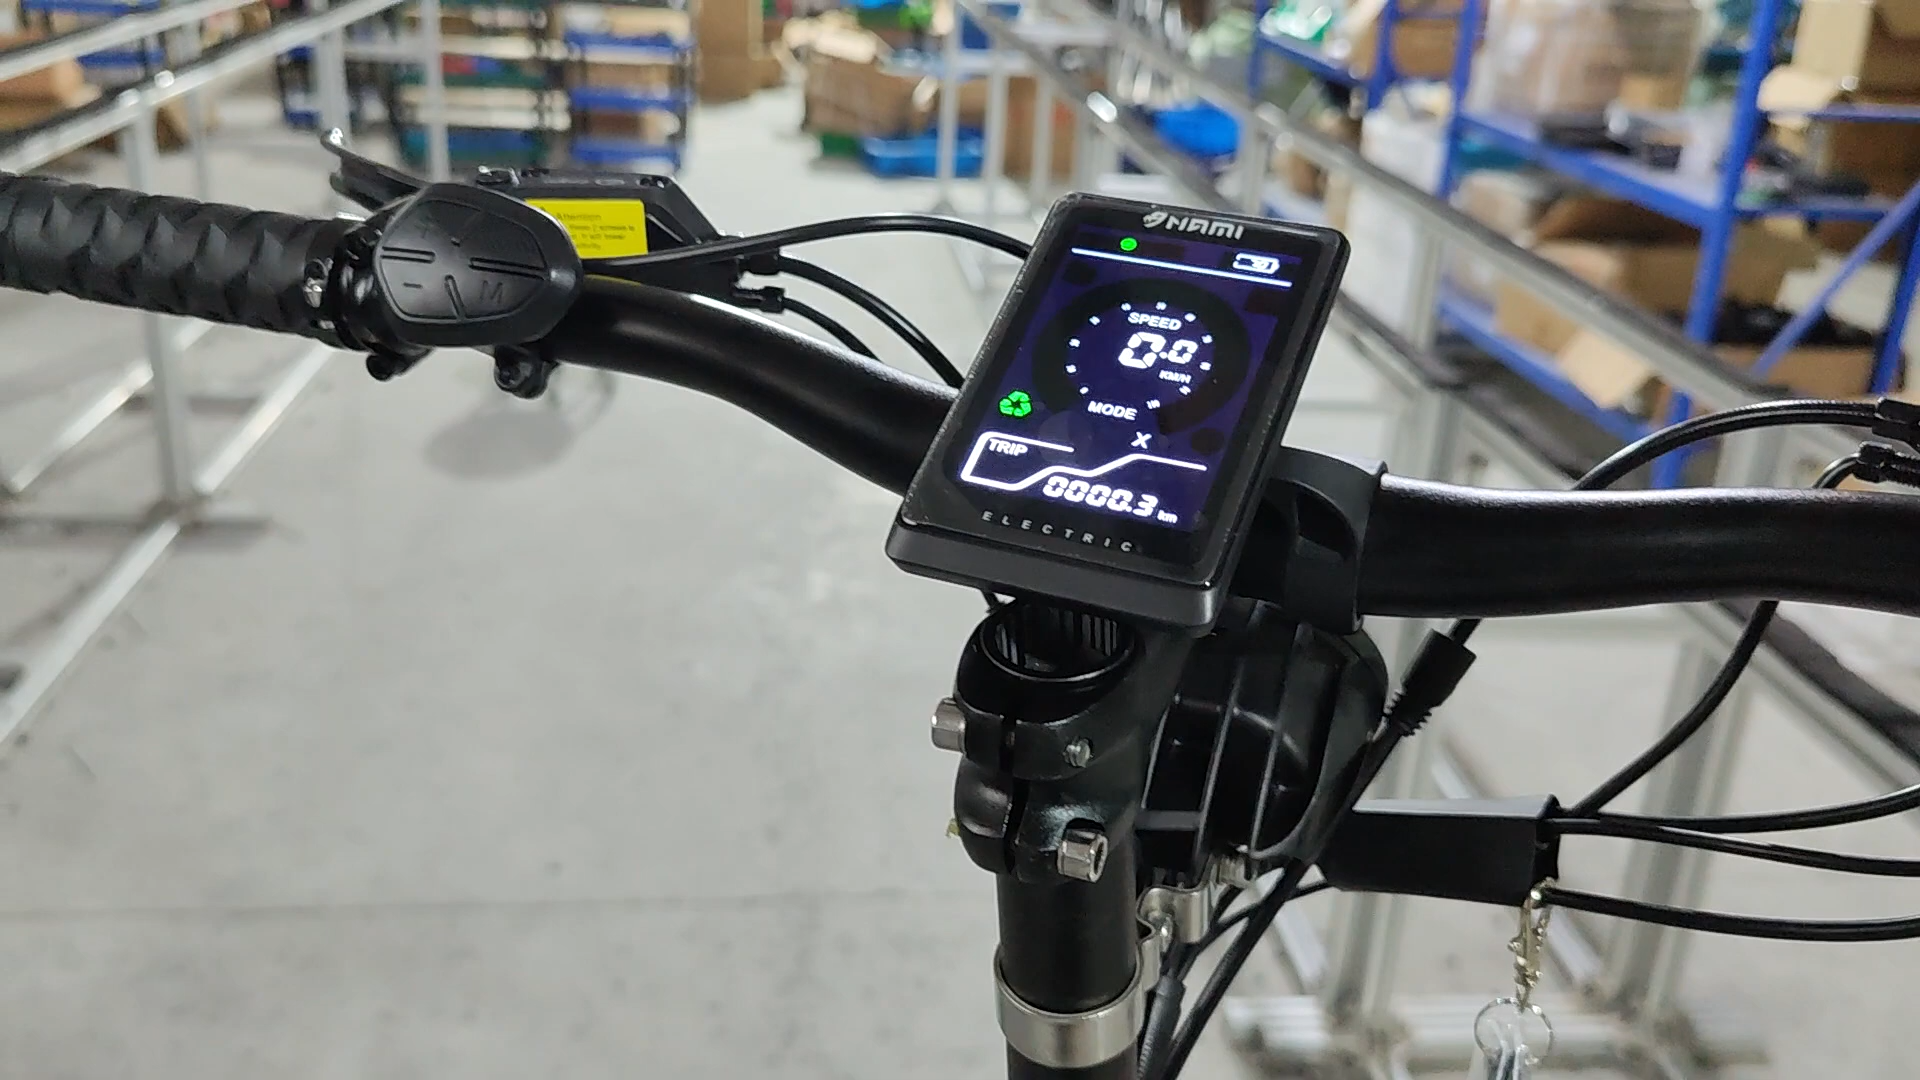 NAMI
SPEED
0.0
KM/H
MODE
X
TRIP
0000.3 km
ELECTRIC
Attention
M